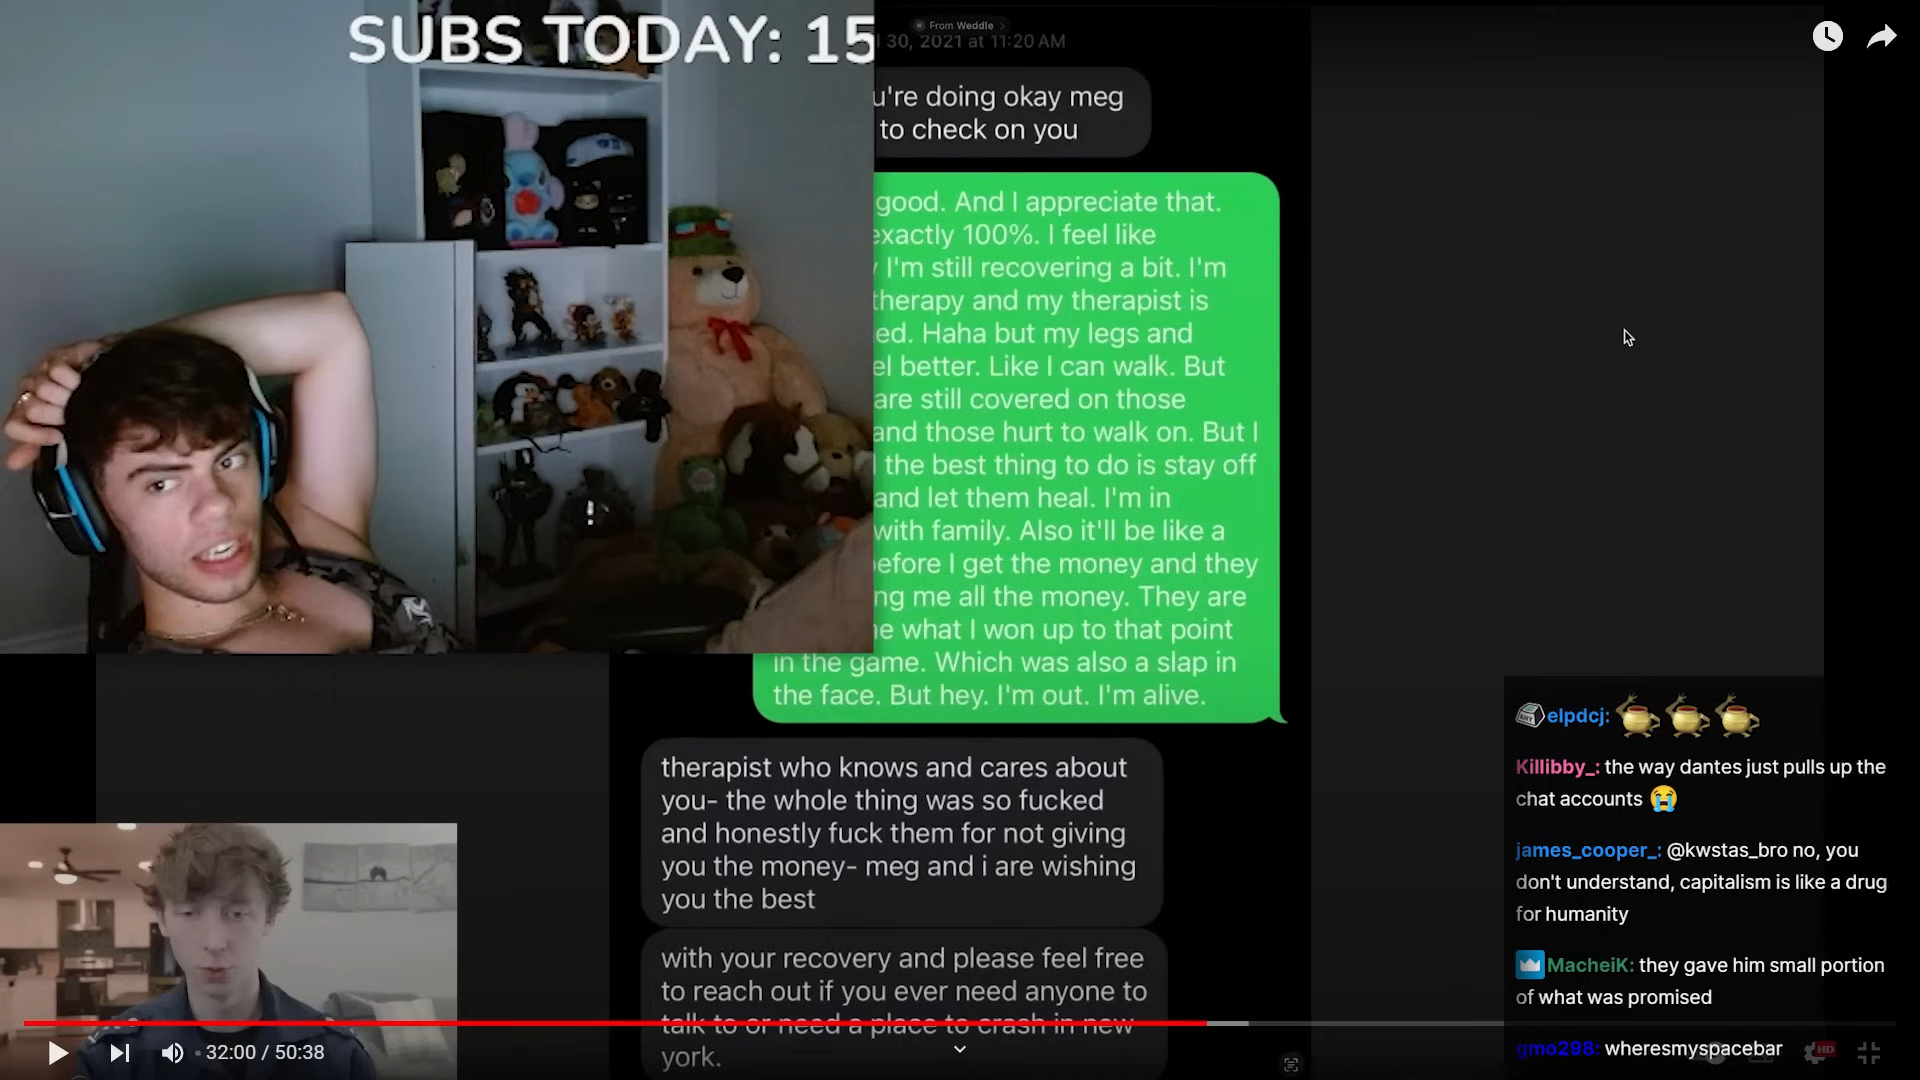 SUBS TODAY: 15
From Weddle
30, 2021 at 11:20 AM
u're doing okay meg
to check on you
good. And I appreciate that.
exactly 100%. I feel like
I'm still recovering a bit. I'm
therapy and my therapist is
ed. Haha but my legs and
el better. Like I can walk. But
are still covered on those
and those hurt to walk on. But I
the best thing to do is stay off
and let them heal. I'm in
with family. Also it'll be like a
efore I get the money and they
ng me all the money. They are
e what I won up to that point
in the game. Which was also a slap in
the face. But hey. I'm out. I'm alive.
therapist who knows and cares about
you- the whole thing was so fucked
and honestly fuck them for not giving
you the money- meg and i are wishing
you the best
with your recovery and please feel free
to reach out if you ever need anyone to
talk to or need a place to crash in new
york.
elpdcj:
Killibby_: the way dantes just pulls up the
chat accounts 😭
james_cooper_: @kwstas_bro no, you
don't understand, capitalism is like a drug
for humanity
MacheiK: they gave him small portion
of what was promised
gmo298: wheresmyspacebar
32:00 / 50:38
HD